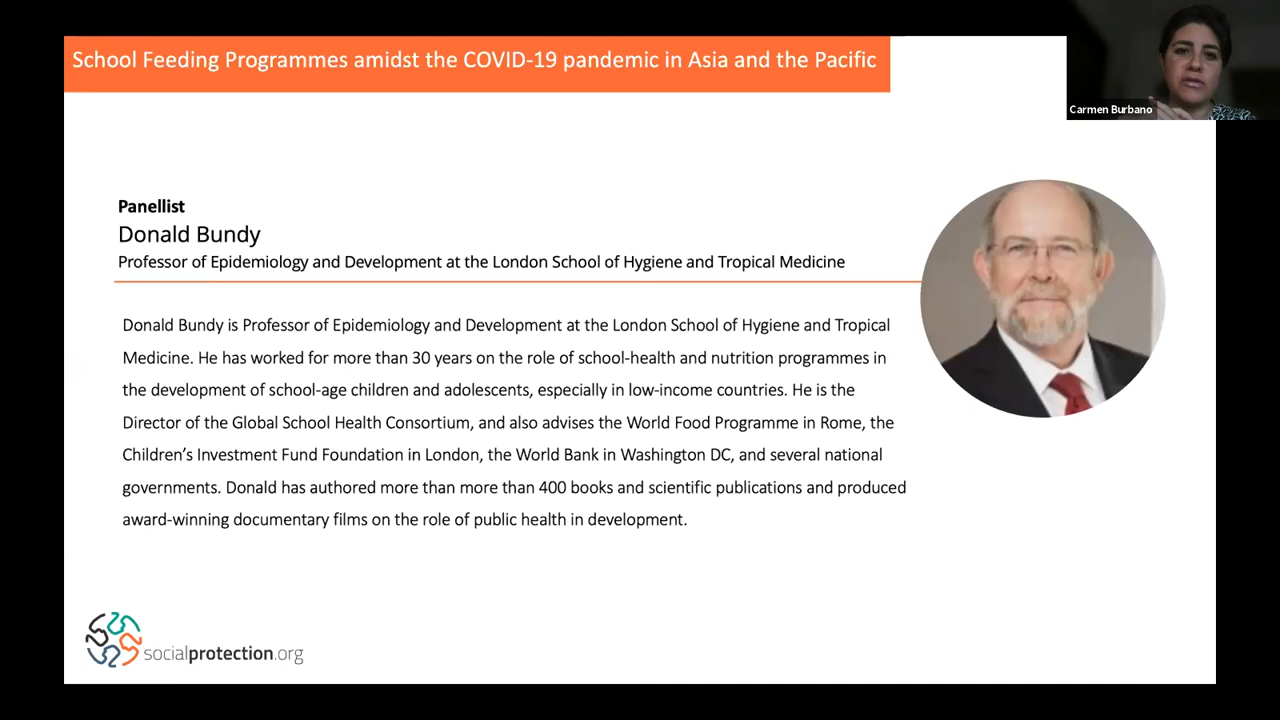 School Feeding Programmes amidst the COVID-19 pandemic in Asia and the Pacific
Carmen Burbano
Panellist
Donald Bundy
Professor of Epidemiology and Development at the London School of Hygiene and Tropical Medicine
Donald Bundy is Professor of Epidemiology and Development at the London School of Hygiene and Tropical
Medicine. He has worked for more than 30 years on the role of school-health and nutrition programmes in
the development of school-age children and adolescents, especially in low-income countries. He is the
Director of the Global School Health Consortium, and also advises the World Food Programme in Rome, the
Children’s Investment Fund Foundation in London, the World Bank in Washington DC, and several national
governments. Donald has authored more than more than 400 books and scientific publications and produced
award-winning documentary films on the role of public health in development.
socialprotection.org